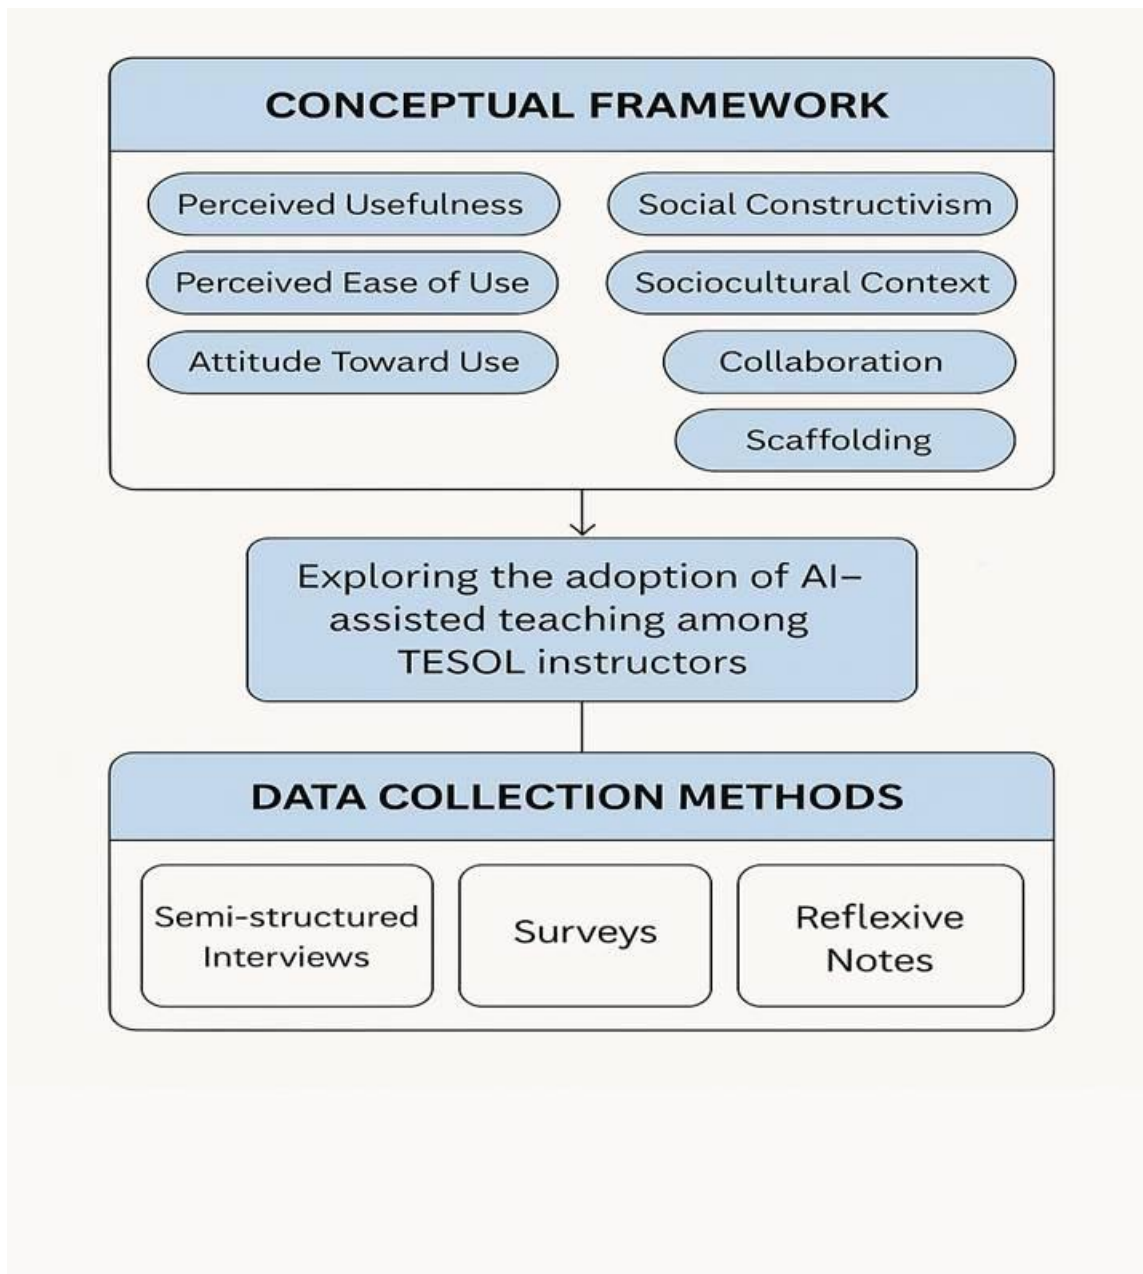 CONCEPTUAL FRAMEWORK
Perceived Usefulness
Social Constructivism
Perceived Ease of Use
Sociocultural Context
Attitude Toward Use
Collaboration
Scaffolding
Exploring the adoption of AI–
assisted teaching among
TESOL instructors
DATA COLLECTION METHODS
Semi-structured
Interviews
Surveys
Reflexive
Notes